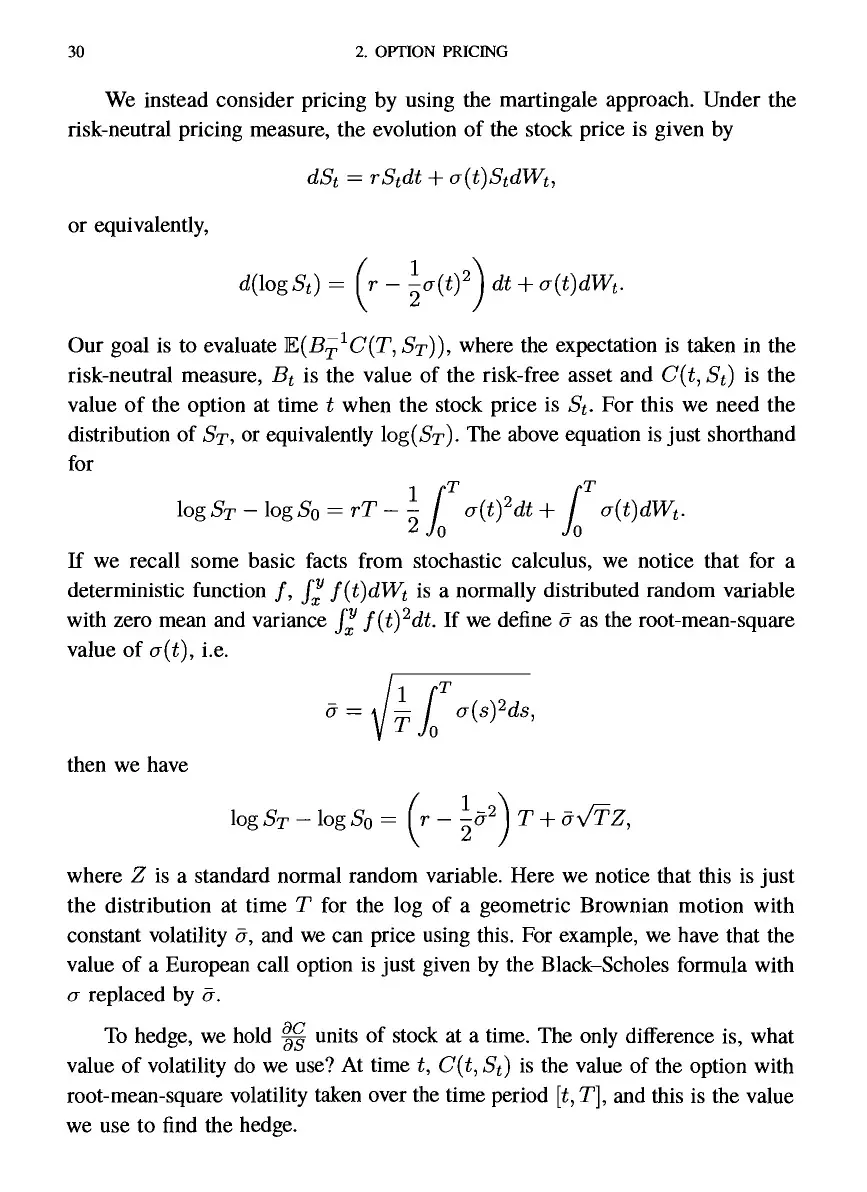 30
2. OPTION PRICING
We instead consider pricing by using the martingale approach. Under the
risk-neutral pricing measure, the evolution of the stock price is given by
dS_t = rS_tdt + σ(t)S_tdW_t,
or equivalently,
d(log S_t) = (r − 1/2 σ(t)²) dt + σ(t)dW_t.
Our goal is to evaluate 𝔼(B_T^{−1}C(T, S_T)), where the expectation is taken in the
risk-neutral measure, B_t is the value of the risk-free asset and C(t, S_t) is the
value of the option at time t when the stock price is S_t. For this we need the
distribution of S_T, or equivalently log(S_T). The above equation is just shorthand
for
log S_T − log S_0 = rT − 1/2 ∫_0^T σ(t)²dt + ∫_0^T σ(t)dW_t.
If we recall some basic facts from stochastic calculus, we notice that for a
deterministic function f, ∫_x^y f(t)dW_t is a normally distributed random variable
with zero mean and variance ∫_x^y f(t)²dt. If we define σ̄ as the root-mean-square
value of σ(t), i.e.
σ̄ = √(1/T ∫_0^T σ(s)²ds),
then we have
log S_T − log S_0 = (r − 1/2 σ̄²) T + σ̄√T Z,
where Z is a standard normal random variable. Here we notice that this is just
the distribution at time T for the log of a geometric Brownian motion with
constant volatility σ̄, and we can price using this. For example, we have that the
value of a European call option is just given by the Black–Scholes formula with
σ replaced by σ̄.
To hedge, we hold ∂C/∂S units of stock at a time. The only difference is, what
value of volatility do we use? At time t, C(t, S_t) is the value of the option with
root-mean-square volatility taken over the time period [t, T], and this is the value
we use to find the hedge.